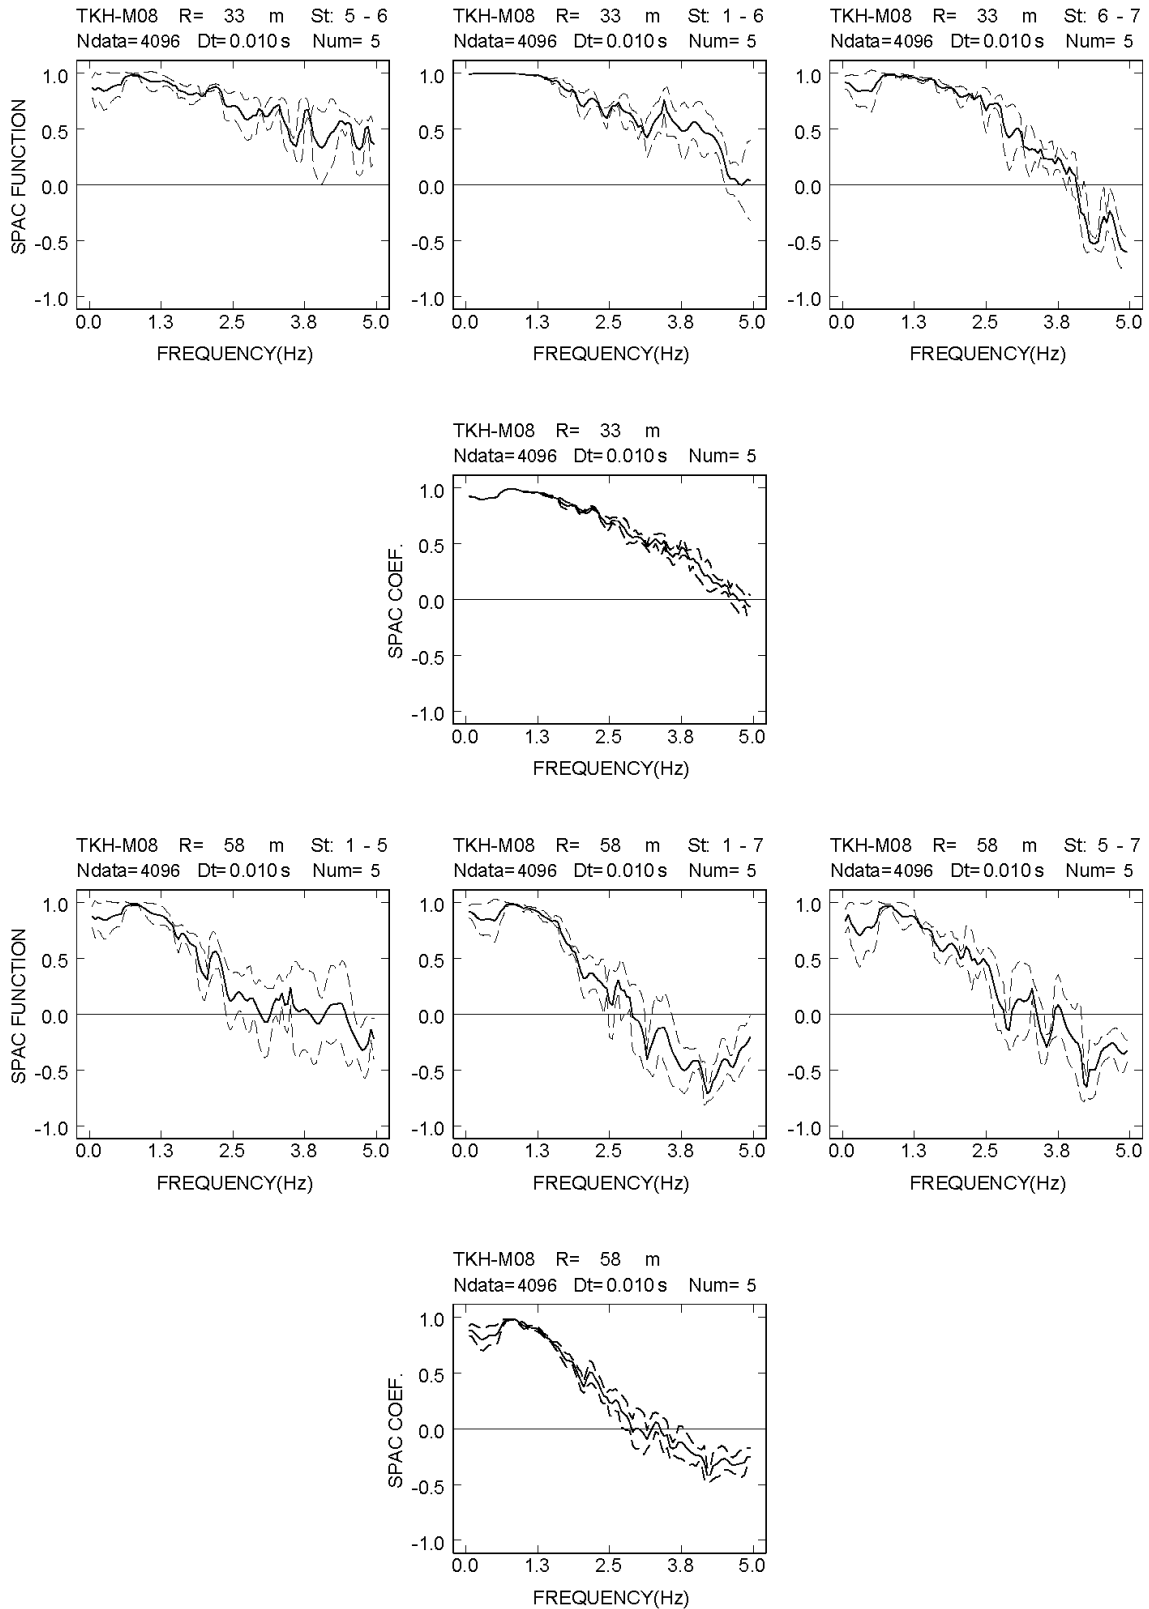 TKH-M08 R= 33 m St: 5 - 6
Ndata=4096 Dt=0.010 s Num= 5
TKH-M08 R= 33 m St: 1 - 6
Ndata=4096 Dt=0.010 s Num= 5
TKH-M08 R= 33 m St: 6 - 7
Ndata=4096 Dt=0.010 s Num= 5
SPAC FUNCTION
1.0
0.5
0.0
-0.5
-1.0
0.0 1.3 2.5 3.8 5.0
FREQUENCY(Hz)
1.0
0.5
0.0
-0.5
-1.0
0.0 1.3 2.5 3.8 5.0
FREQUENCY(Hz)
1.0
0.5
0.0
-0.5
-1.0
0.0 1.3 2.5 3.8 5.0
FREQUENCY(Hz)
TKH-M08 R= 33 m
Ndata=4096 Dt=0.010 s Num= 5
SPAC COEF.
1.0
0.5
0.0
-0.5
-1.0
0.0 1.3 2.5 3.8 5.0
FREQUENCY(Hz)
TKH-M08 R= 58 m St: 1 - 5
Ndata=4096 Dt=0.010 s Num= 5
TKH-M08 R= 58 m St: 1 - 7
Ndata=4096 Dt=0.010 s Num= 5
TKH-M08 R= 58 m St: 5 - 7
Ndata=4096 Dt=0.010 s Num= 5
SPAC FUNCTION
1.0
0.5
0.0
-0.5
-1.0
0.0 1.3 2.5 3.8 5.0
FREQUENCY(Hz)
1.0
0.5
0.0
-0.5
-1.0
0.0 1.3 2.5 3.8 5.0
FREQUENCY(Hz)
1.0
0.5
0.0
-0.5
-1.0
0.0 1.3 2.5 3.8 5.0
FREQUENCY(Hz)
TKH-M08 R= 58 m
Ndata=4096 Dt=0.010 s Num= 5
SPAC COEF.
1.0
0.5
0.0
-0.5
-1.0
0.0 1.3 2.5 3.8 5.0
FREQUENCY(Hz)